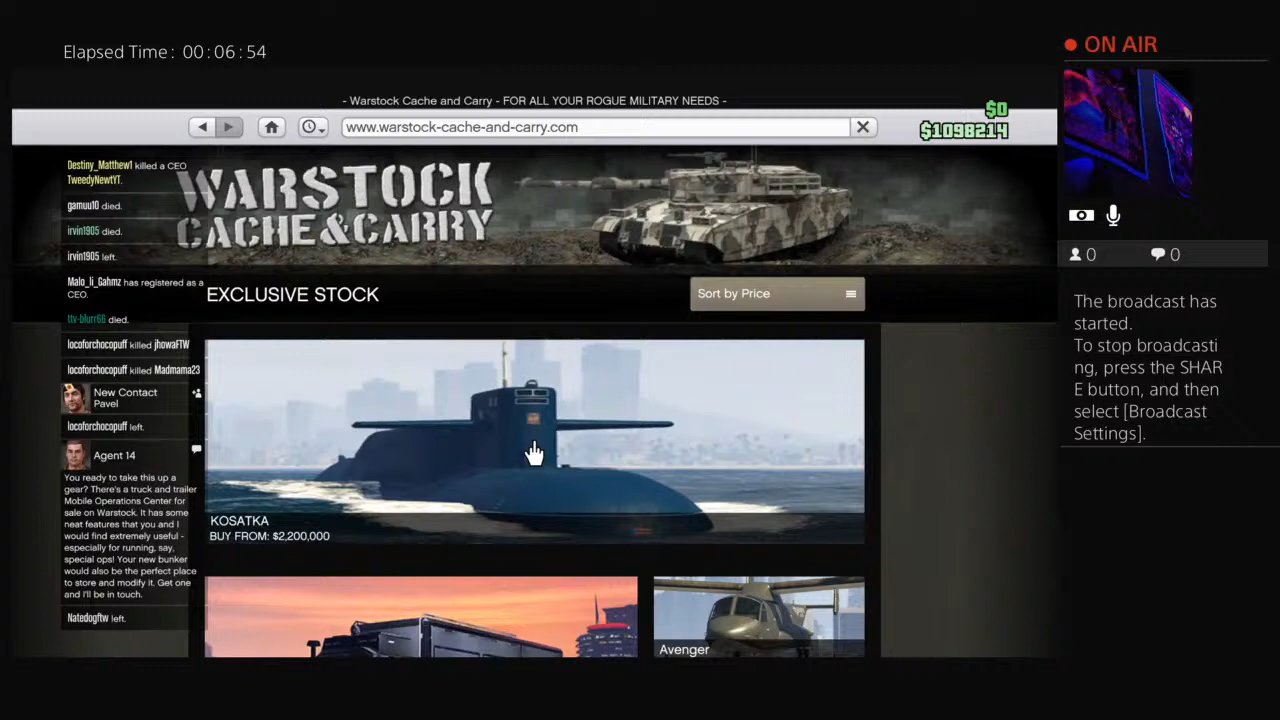 Elapsed Time: 00:06:54
ON AIR
- Warstock Cache and Carry - FOR ALL YOUR ROGUE MILITARY NEEDS -
www.warstock-cache-and-carry.com
$0
$1098214
Destiny_Matthew1 killed a CEO
TweedyNewtYT.
gamuu10 died.
irvin1905 died.
irvin1905 left.
Malo_li_Gahmz has registered as a
CEO.
ttv-blurr66 died.
locoforchocopuff killed jhowaFTW
locoforchocopuff killed Madmama23
New Contact
Pavel
locoforchocopuff left.
Agent 14
You ready to take this up a
gear? There's a truck and trailer
Mobile Operations Center for
sale on Warstock. It has some
neat features that you and I
would find extremely useful -
especially for running, say,
special ops! Your new bunker
would also be the perfect place
to store and modify it. Get one
and I'll be in touch.
Natedogftw left.
WARSTOCK
CACHE&CARRY
EXCLUSIVE STOCK
Sort by Price
KOSATKA
BUY FROM: $2,200,000
Avenger
0
0
The broadcast has
started.
To stop broadcasti
ng, press the SHAR
E button, and then
select [Broadcast
Settings].